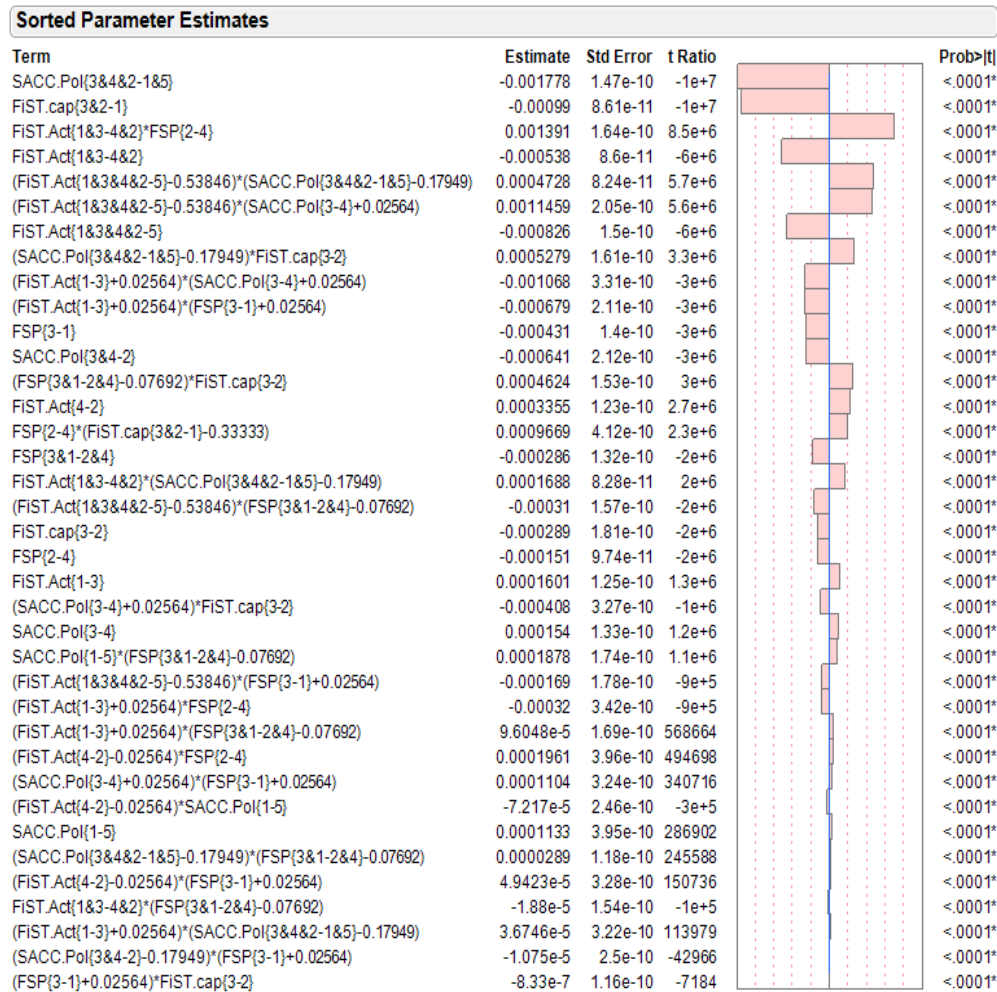 Sorted Parameter Estimates
Term Estimate Std Error t Ratio Prob>|t|
SACC.Pol{3&4&2-1&5} -0.001778 1.47e-10 -1e+7 <.0001*
FiST.cap{3&2-1} -0.00099 8.61e-11 -1e+7 <.0001*
FiST.Act{1&3-4&2}*FSP{2-4} 0.001391 1.64e-10 8.5e+6 <.0001*
FiST.Act{1&3-4&2} -0.000538 8.6e-11 -6e+6 <.0001*
(FiST.Act{1&3&4&2-5}-0.53846)*(SACC.Pol{3&4&2-1&5}-0.17949) 0.0004728 8.24e-11 5.7e+6 <.0001*
(FiST.Act{1&3&4&2-5}-0.53846)*(SACC.Pol{3-4}+0.02564) 0.0011459 2.05e-10 5.6e+6 <.0001*
FiST.Act{1&3&4&2-5} -0.000826 1.5e-10 -6e+6 <.0001*
(SACC.Pol{3&4&2-1&5}-0.17949)*FiST.cap{3-2} 0.0005279 1.61e-10 3.3e+6 <.0001*
(FiST.Act{1-3}+0.02564)*(SACC.Pol{3-4}+0.02564) -0.001068 3.31e-10 -3e+6 <.0001*
(FiST.Act{1-3}+0.02564)*(FSP{3-1}+0.02564) -0.000679 2.11e-10 -3e+6 <.0001*
FSP{3-1} -0.000431 1.4e-10 -3e+6 <.0001*
SACC.Pol{3&4-2} -0.000641 2.12e-10 -3e+6 <.0001*
(FSP{3&1-2&4}-0.07692)*FiST.cap{3-2} 0.0004624 1.53e-10 3e+6 <.0001*
FiST.Act{4-2} 0.0003355 1.23e-10 2.7e+6 <.0001*
FSP{2-4}*(FiST.cap{3&2-1}-0.33333) 0.0009669 4.12e-10 2.3e+6 <.0001*
FSP{3&1-2&4} -0.000286 1.32e-10 -2e+6 <.0001*
FiST.Act{1&3-4&2}*(SACC.Pol{3&4&2-1&5}-0.17949) 0.0001688 8.28e-11 2e+6 <.0001*
(FiST.Act{1&3&4&2-5}-0.53846)*(FSP{3&1-2&4}-0.07692) -0.00031 1.57e-10 -2e+6 <.0001*
FiST.cap{3-2} -0.000289 1.81e-10 -2e+6 <.0001*
FSP{2-4} -0.000151 9.74e-11 -2e+6 <.0001*
FiST.Act{1-3} 0.0001601 1.25e-10 1.3e+6 <.0001*
(SACC.Pol{3-4}+0.02564)*FiST.cap{3-2} -0.000408 3.27e-10 -1e+6 <.0001*
SACC.Pol{3-4} 0.000154 1.33e-10 1.2e+6 <.0001*
SACC.Pol{1-5}*(FSP{3&1-2&4}-0.07692) 0.0001878 1.74e-10 1.1e+6 <.0001*
(FiST.Act{1&3&4&2-5}-0.53846)*(FSP{3-1}+0.02564) -0.000169 1.78e-10 -9e+5 <.0001*
(FiST.Act{1-3}+0.02564)*FSP{2-4} -0.00032 3.42e-10 -9e+5 <.0001*
(FiST.Act{1-3}+0.02564)*(FSP{3&1-2&4}-0.07692) 9.6048e-5 1.69e-10 568664 <.0001*
(FiST.Act{4-2}-0.02564)*FSP{2-4} 0.0001961 3.96e-10 494698 <.0001*
(SACC.Pol{3-4}+0.02564)*(FSP{3-1}+0.02564) 0.0001104 3.24e-10 340716 <.0001*
(FiST.Act{4-2}-0.02564)*SACC.Pol{1-5} -7.217e-5 2.46e-10 -3e+5 <.0001*
SACC.Pol{1-5} 0.0001133 3.95e-10 286902 <.0001*
(SACC.Pol{3&4&2-1&5}-0.17949)*(FSP{3&1-2&4}-0.07692) 0.0000289 1.18e-10 245588 <.0001*
(FiST.Act{4-2}-0.02564)*(FSP{3-1}+0.02564) 4.9423e-5 3.28e-10 150736 <.0001*
FiST.Act{1&3-4&2}*(FSP{3&1-2&4}-0.07692) -1.88e-5 1.54e-10 -1e+5 <.0001*
(FiST.Act{1-3}+0.02564)*(SACC.Pol{3&4&2-1&5}-0.17949) 3.6746e-5 3.22e-10 113979 <.0001*
(SACC.Pol{3&4-2}-0.17949)*(FSP{3-1}+0.02564) -1.075e-5 2.5e-10 -42966 <.0001*
(FSP{3-1}+0.02564)*FiST.cap{3-2} -8.33e-7 1.16e-10 -7184 <.0001*